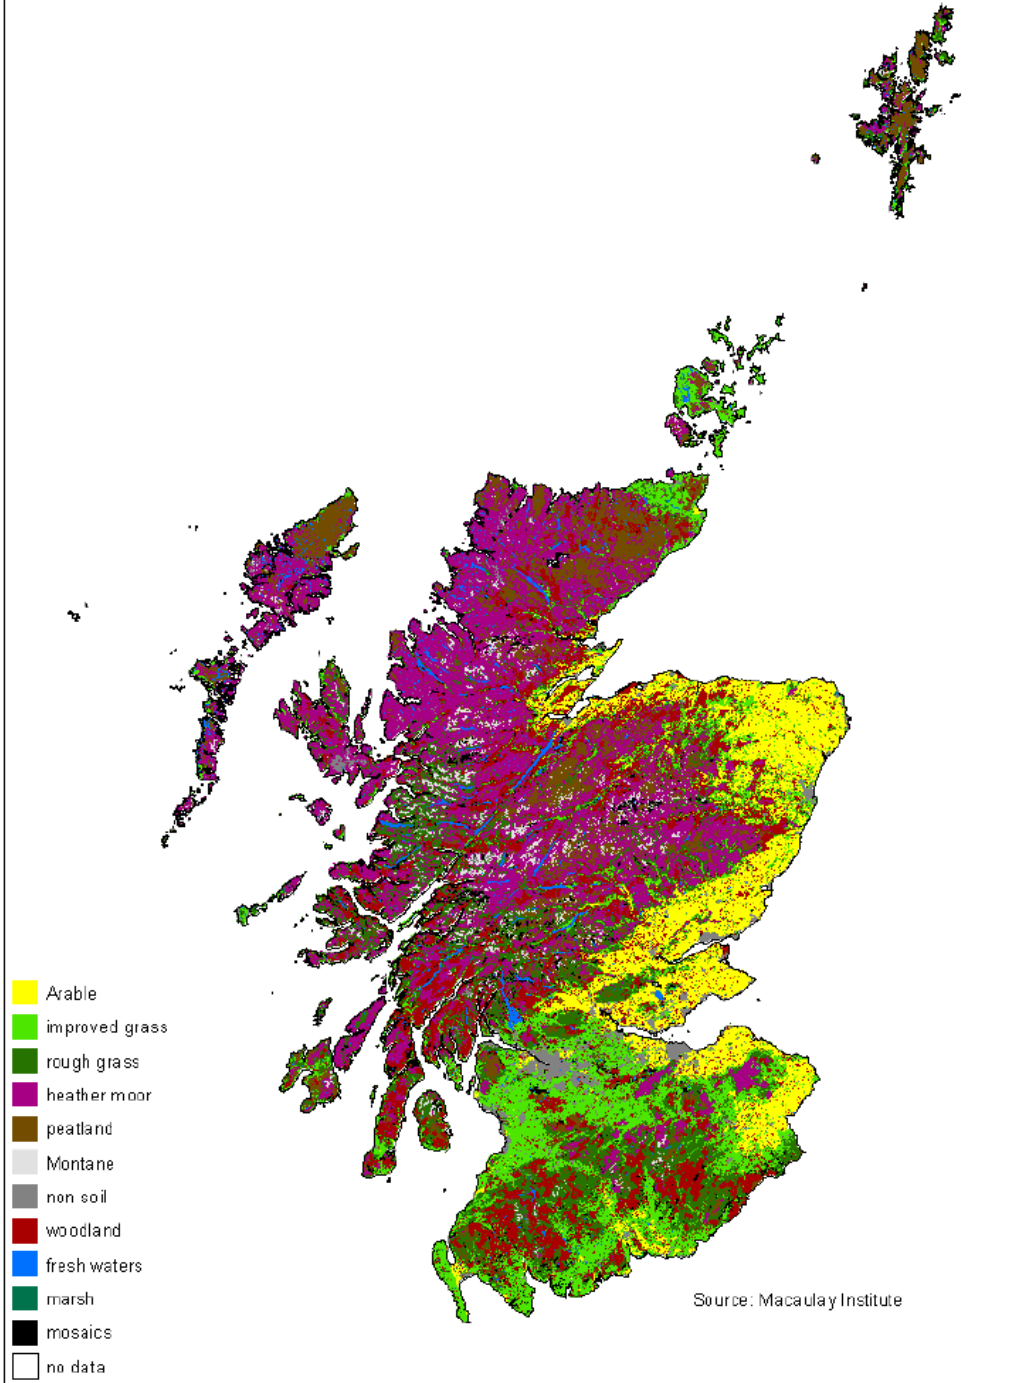 Arable
improved grass
rough grass
heather moor
peatland
Montane
non soil
woodland
fresh waters
marsh
mosaics
no data
Source: Macaulay Institute